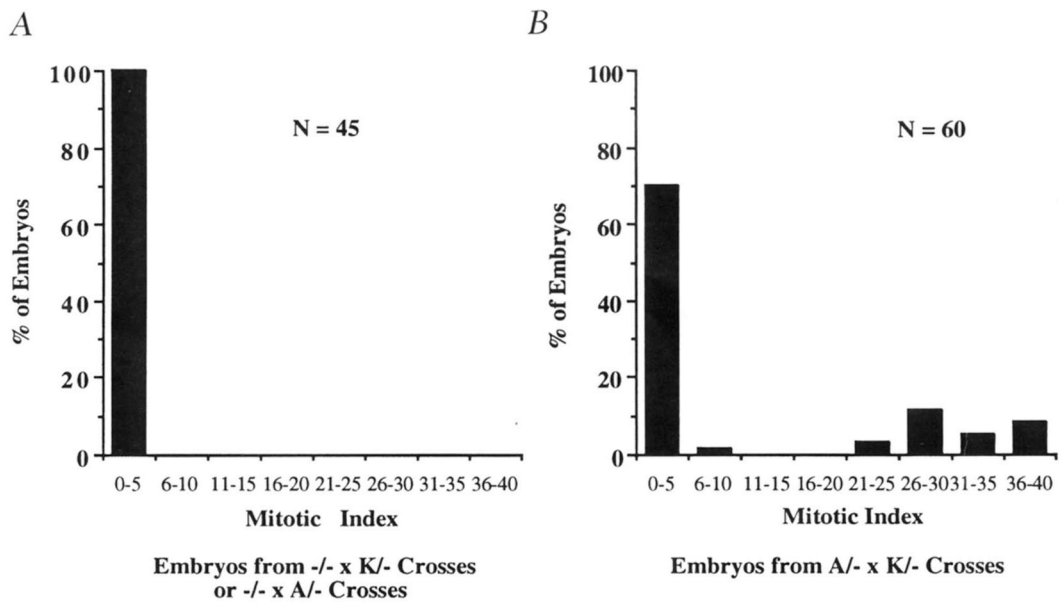 A
B
100
80
60
40
20
0
% of Embryos
N = 45
0-5 6-10 11-15 16-20 21-25 26-30 31-35 36-40
Mitotic Index
Embryos from -/- x K/- Crosses
or -/- x A/- Crosses
100
80
60
40
20
0
% of Embryos
N = 60
0-5 6-10 11-15 16-20 21-25 26-30 31-35 36-40
Mitotic Index
Embryos from A/- x K/- Crosses